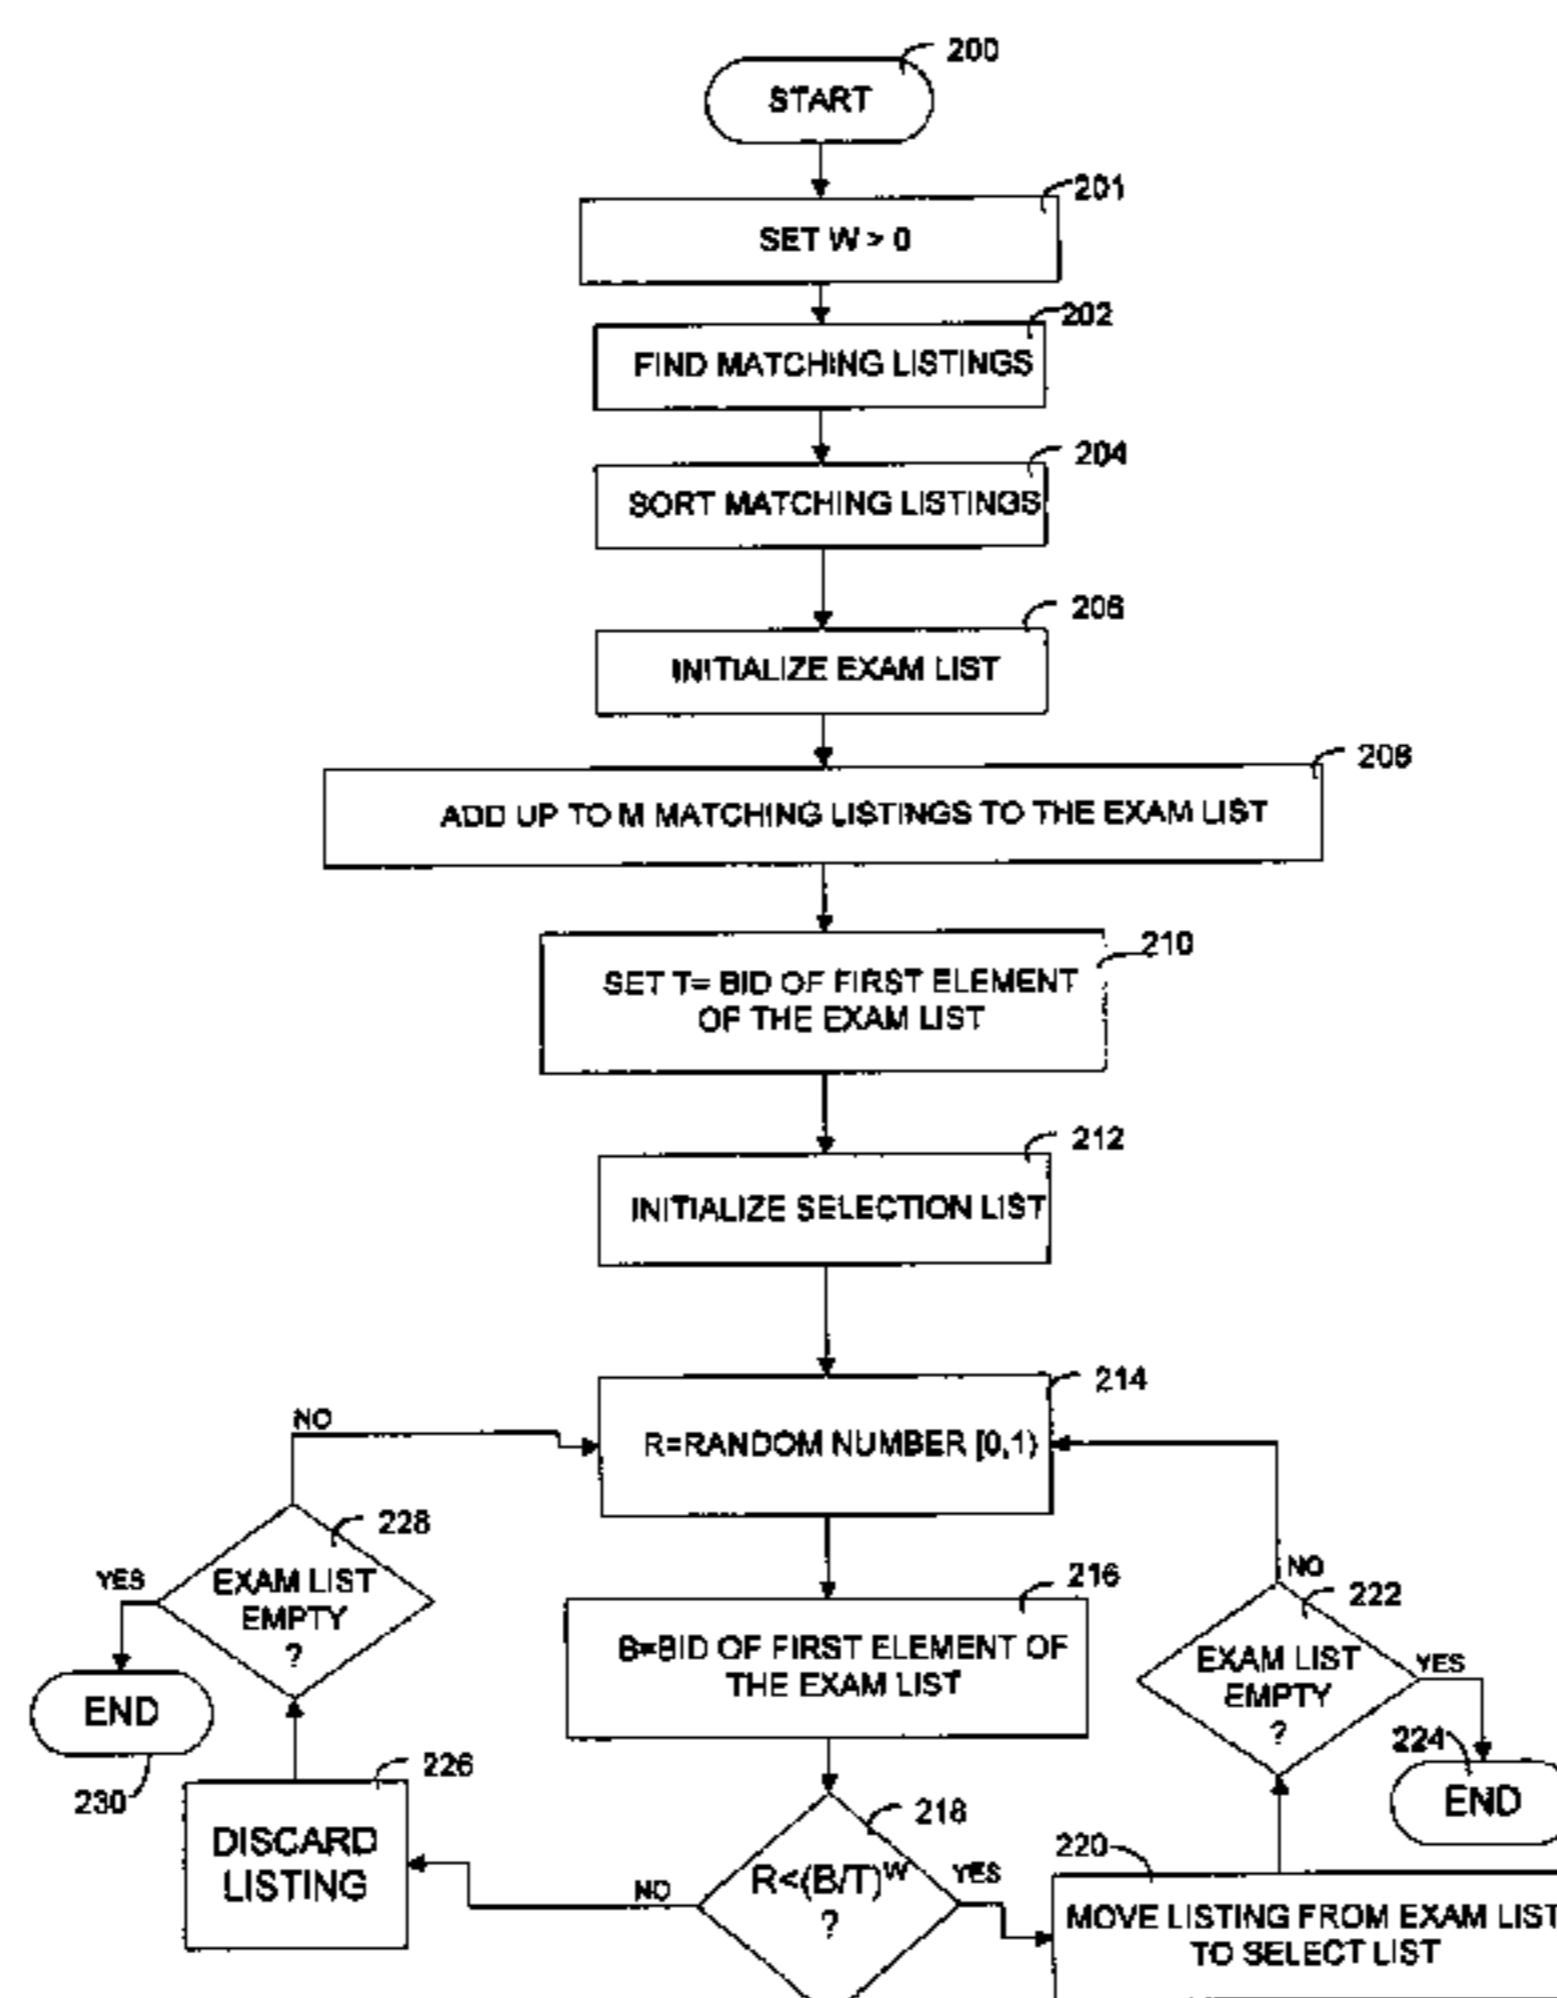 200
START
201
SET W > 0
202
FIND MATCHING LISTINGS
204
SORT MATCHING LISTINGS
206
INITIALIZE EXAM LIST
208
ADD UP TO M MATCHING LISTINGS TO THE EXAM LIST
210
SET T= BID OF FIRST ELEMENT
OF THE EXAM LIST
212
INITIALIZE SELECTION LIST
214
R=RANDOM NUMBER [0,1)
NO
228
EXAM LIST
EMPTY
?
YES
END
230
216
B=BID OF FIRST ELEMENT OF
THE EXAM LIST
NO
222
EXAM LIST
EMPTY
?
YES
224
END
226
DISCARD
LISTING
218
R<(B/T)^W
?
NO
YES
220
MOVE LISTING FROM EXAM LIST
TO SELECT LIST